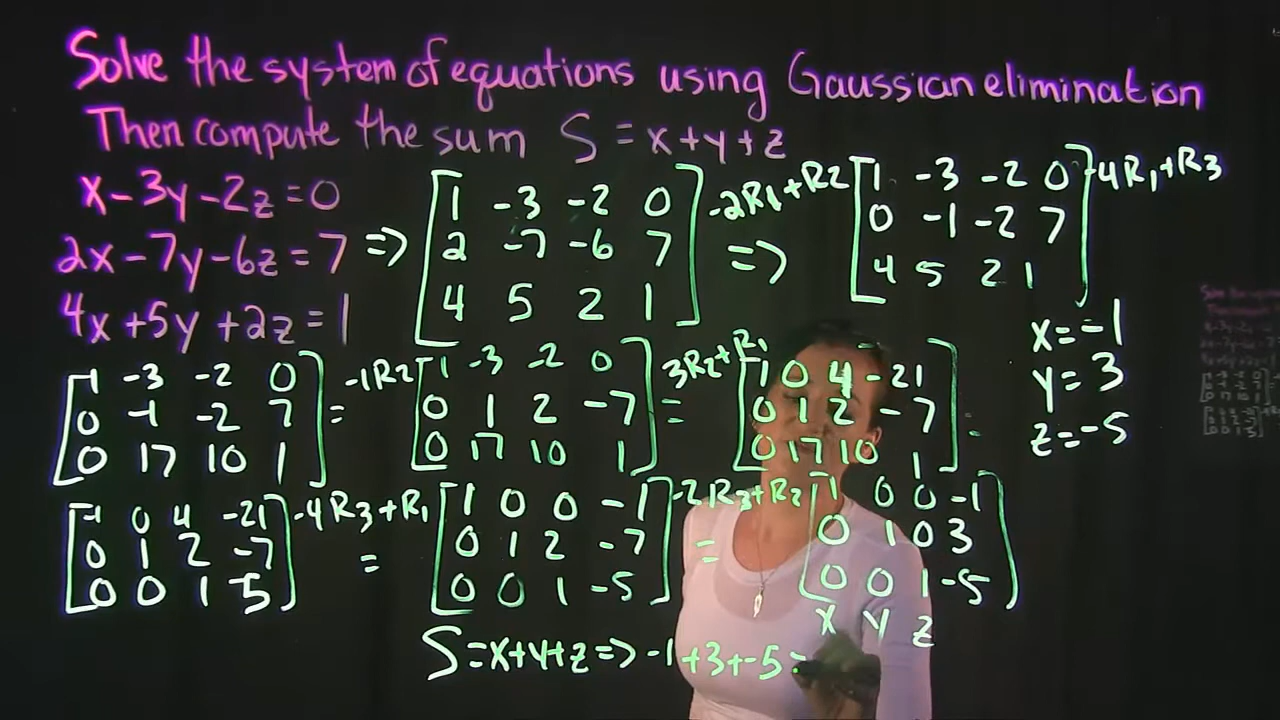 Solve the system of equations using Gaussian elimination
Then compute the sum S = x+y+z
x-3y-2z=0
2x-7y-6z=7
4x+5y+2z=1
=>
1 -3 -2 0
2 -7 -6 7
4 5 2 1
-2R1+R2
=>
1 -3 -2 0
0 -1 -2 7
4 5 2 1
-4R1+R3
x=-1
y=3
z=-5
1 -3 -2 0
0 -1 -2 7
0 17 10 1
-1R2
=
1 -3 -2 0
0 1 2 -7
0 17 10 1
3R2+R1
=
1 0 4 -21
0 1 2 -7
0 17 10 1
=
1 0 4 -21
0 1 2 -7
0 0 1 -5
-4R3+R1
=
1 0 0 -1
0 1 2 -7
0 0 1 -5
-2R3+R2
=
1 0 0 -1
0 1 0 3
0 0 1 -5
x y z
S=x+y+z=>-1+3+-5=